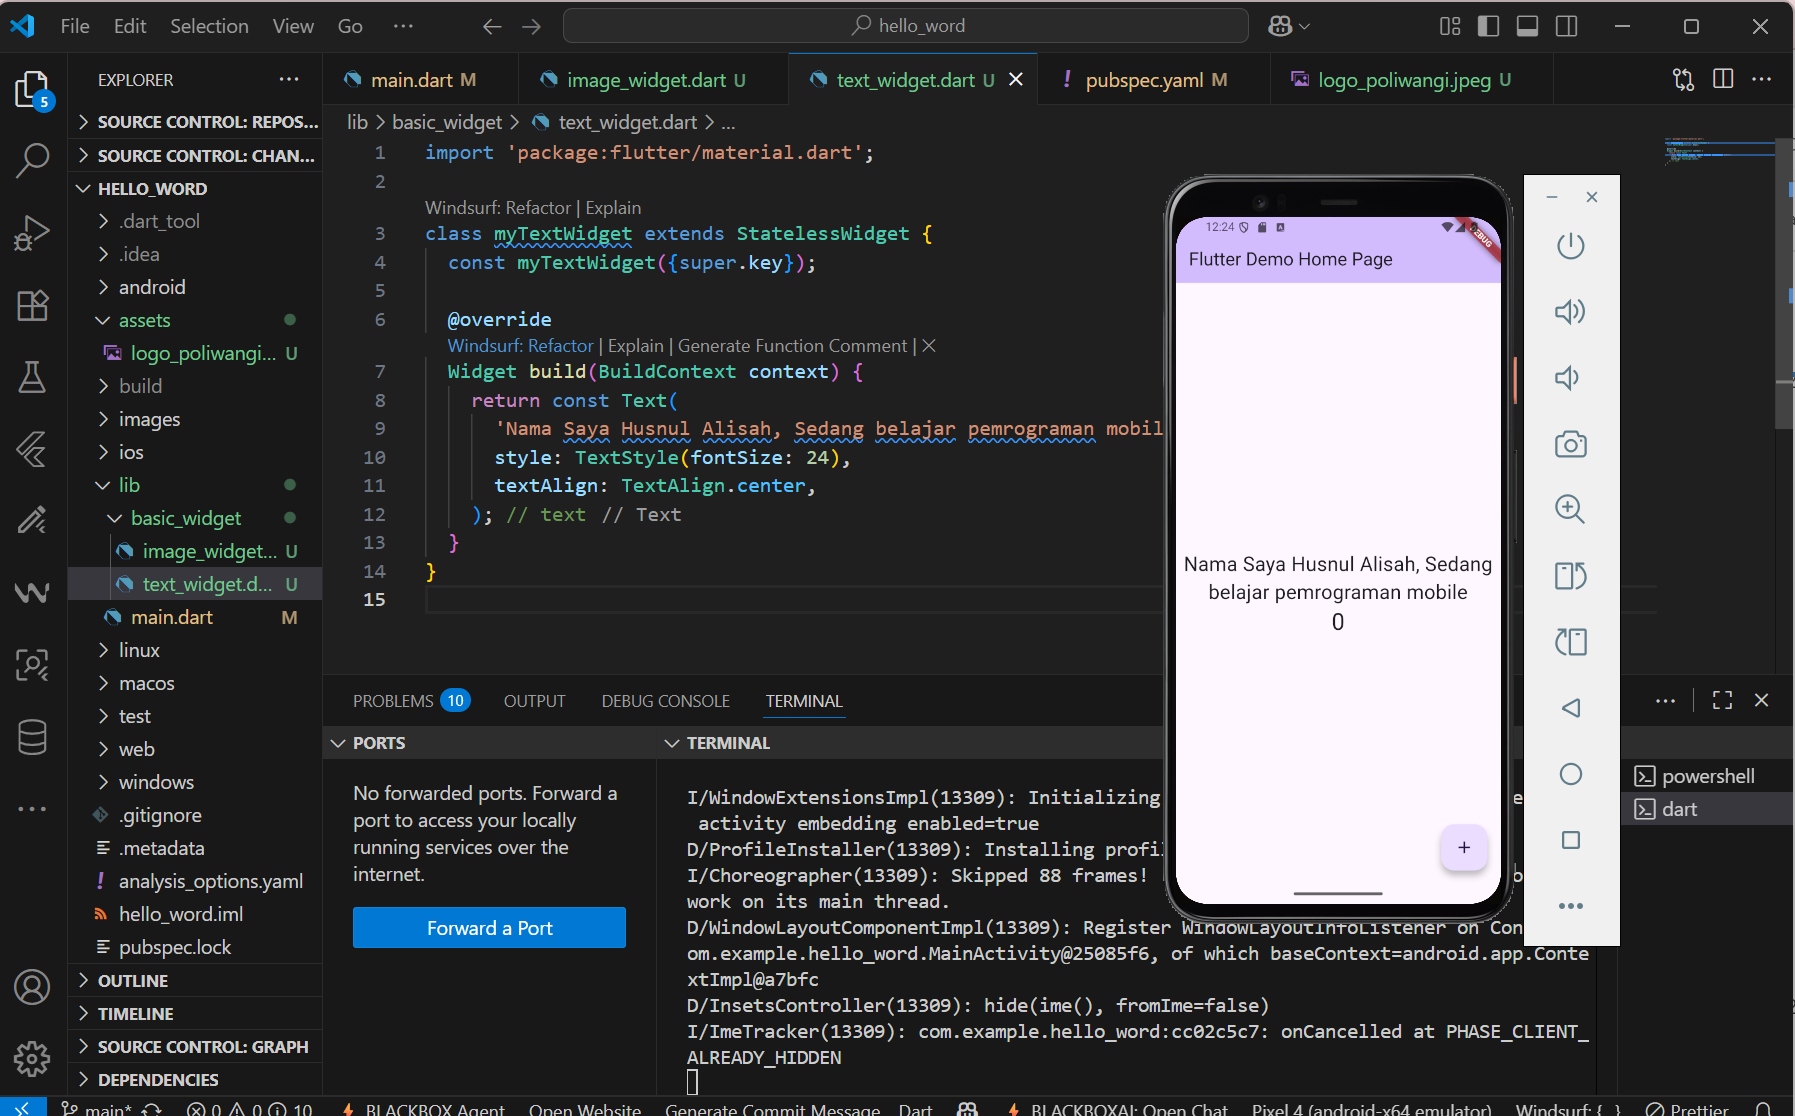 File Edit Selection View Go ··· hello_word
EXPLORER ···
5
SOURCE CONTROL: REPOS...
SOURCE CONTROL: CHAN...
HELLO_WORD
.dart_tool
.idea
android
assets
logo_poliwangi... U
build
images
ios
lib
basic_widget
image_widget... U
text_widget.d... U
main.dart M
linux
macos
test
web
windows
.gitignore
.metadata
! analysis_options.yaml
hello_word.iml
pubspec.lock
OUTLINE
TIMELINE
SOURCE CONTROL: GRAPH
DEPENDENCIES
main.dart M image_widget.dart U text_widget.dart U ! pubspec.yaml M logo_poliwangi.jpeg U
lib > basic_widget > text_widget.dart > ...
1 import 'package:flutter/material.dart';
2
Windsurf: Refactor | Explain
3 class myTextWidget extends StatelessWidget {
4 const myTextWidget({super.key});
5
6 @override
Windsurf: Refactor | Explain | Generate Function Comment | X
7 Widget build(BuildContext context) {
8 return const Text(
9 'Nama Saya Husnul Alisah, Sedang belajar pemrograman mobil
10 style: TextStyle(fontSize: 24),
11 textAlign: TextAlign.center,
12 ); // text // Text
13 }
14 }
15
12:24
DEBUG
Flutter Demo Home Page
Nama Saya Husnul Alisah, Sedang
belajar pemrograman mobile
0
+
PROBLEMS 10 OUTPUT DEBUG CONSOLE TERMINAL
PORTS
No forwarded ports. Forward a
port to access your locally
running services over the
internet.
Forward a Port
TERMINAL
I/WindowExtensionsImpl(13309): Initializing
activity embedding enabled=true
D/ProfileInstaller(13309): Installing profi
I/Choreographer(13309): Skipped 88 frames!
work on its main thread.
D/WindowLayoutComponentImpl(13309): Register WindowLayoutInfoListener on Con
om.example.hello_word.MainActivity@25085f6, of which baseContext=android.app.Conte
xtImpl@a7bfc
D/InsetsController(13309): hide(ime(), fromIme=false)
I/ImeTracker(13309): com.example.hello_word:cc02c5c7: onCancelled at PHASE_CLIENT_
ALREADY_HIDDEN
powershell
dart
main* 0 0 10 BLACKBOX Agent Open Website Generate Commit Message Dart BLACKBOXAI: Open Chat Pixel 4 (android-x64 emulator) Windsurf: {...} Prettier